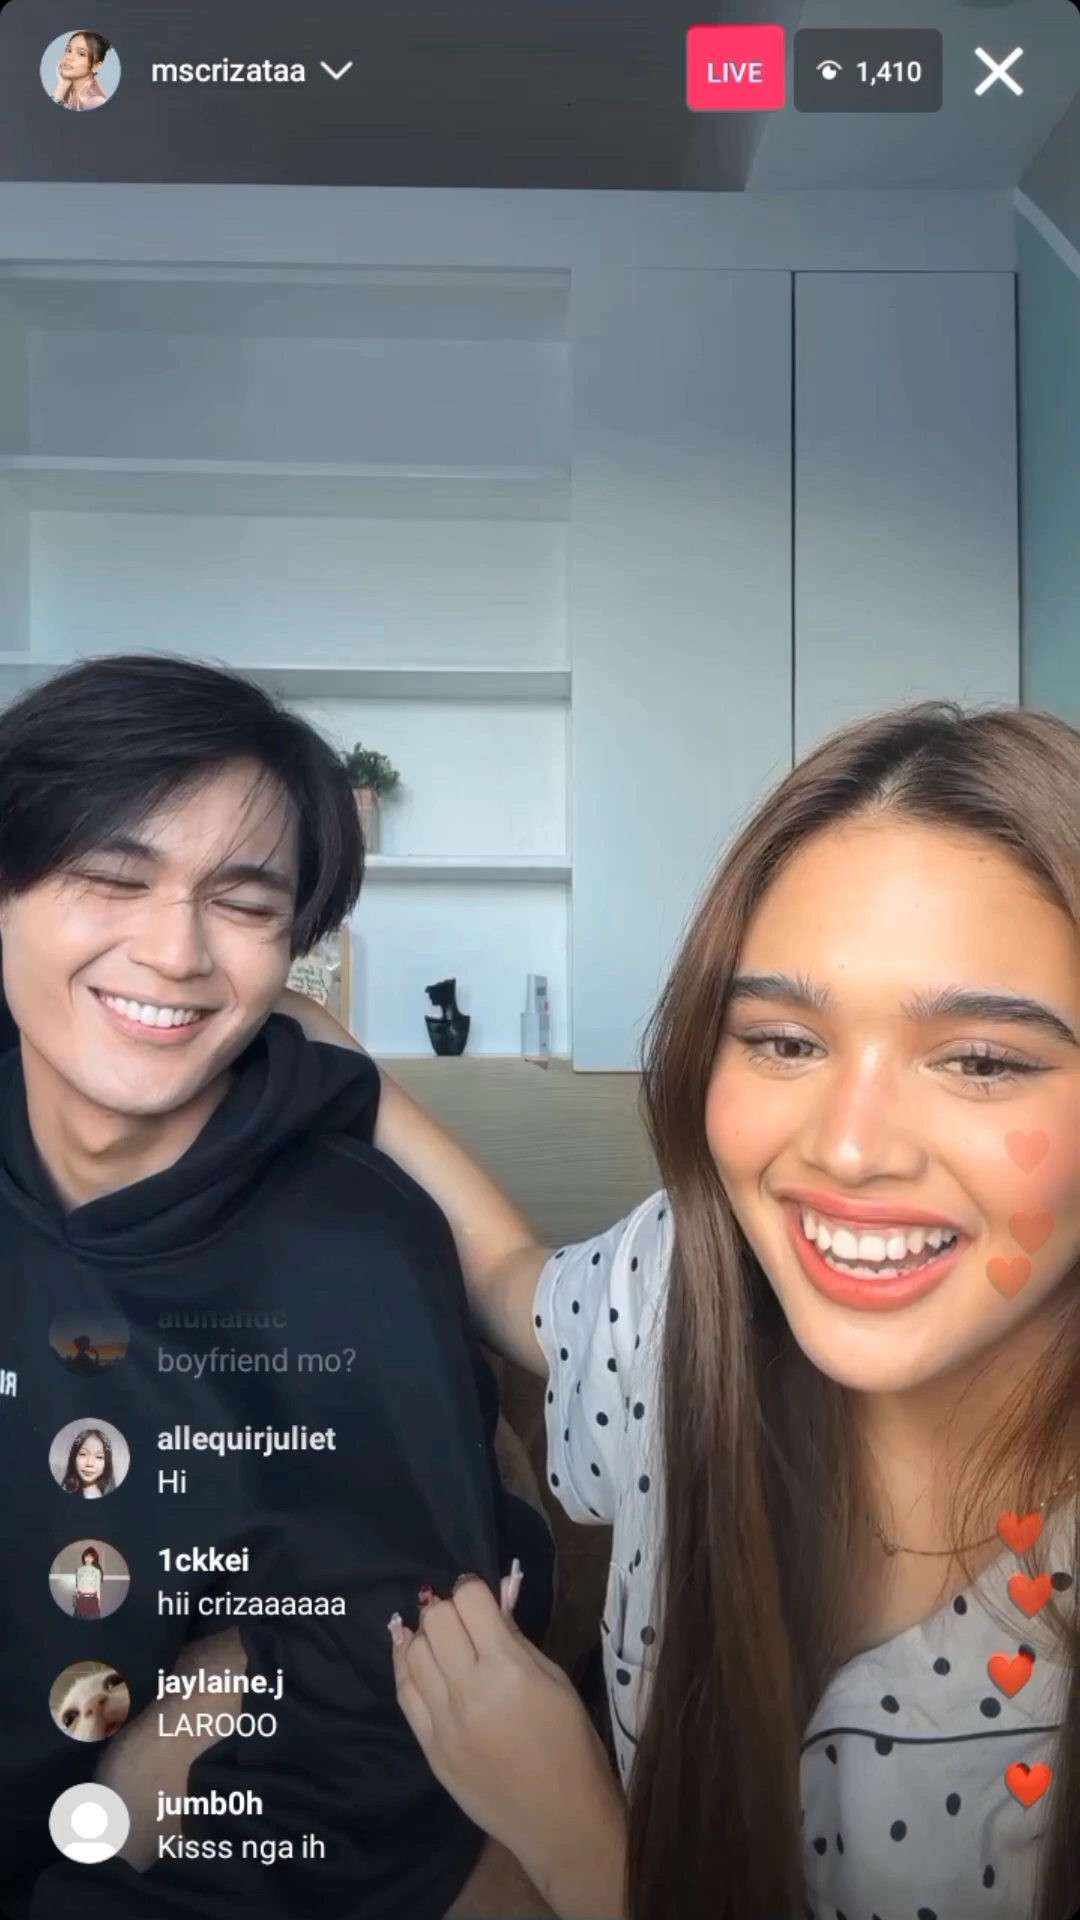 mscrizataa
LIVE
1,410
boyfriend mo?
allequirjuliet
Hi
1ckkei
hii crizaaaaaa
jaylaine.j
LAROOO
jumb0h
Kisss nga ih